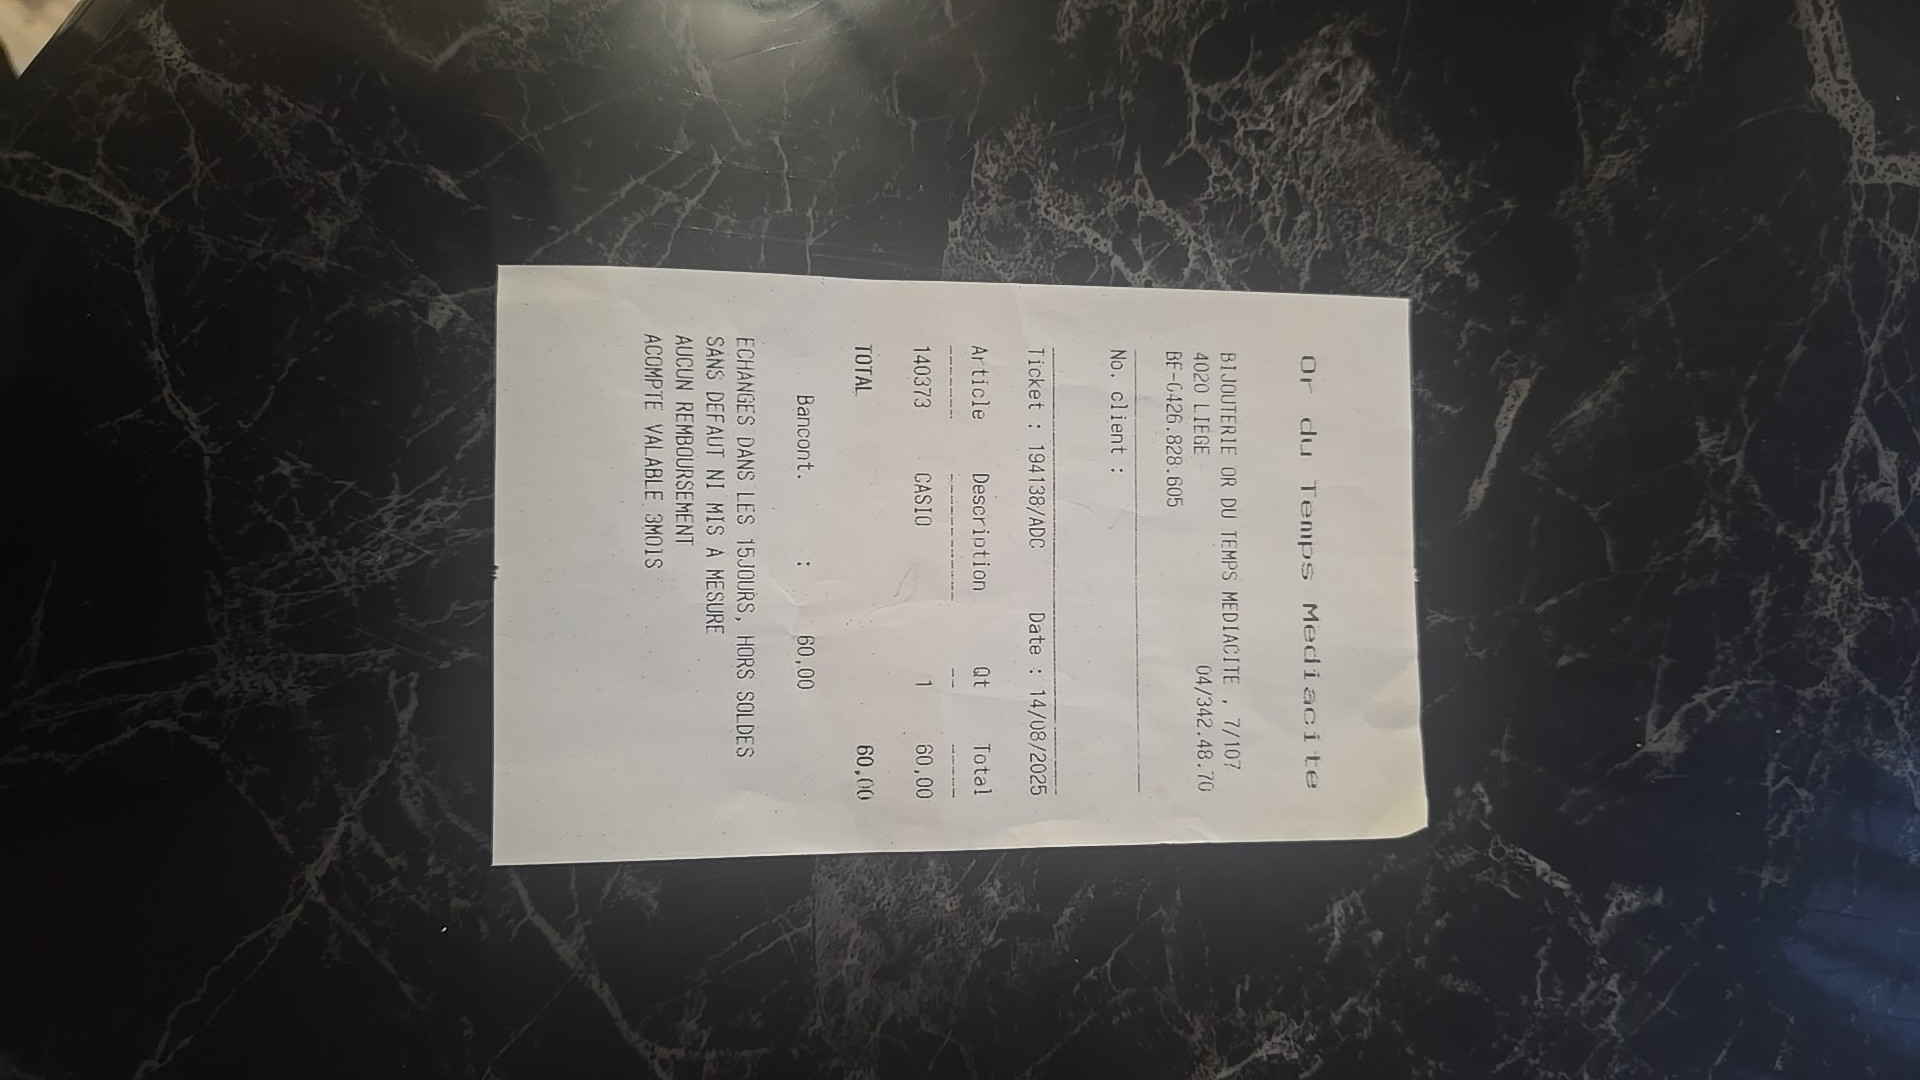 Or du Temps Mediacite
BIJOUTERIE OR DU TEMPS MEDIACITE , 7/107
4020 LIEGE 04/342.48.70
BE-0426.828.605
No. client :
Ticket : 194138/ADC Date : 14/08/2025
Article Description Qt Total
140373 CASIO 1 60,00
TOTAL 60,00
Bancont. : 60,00
ECHANGES DANS LES 15JOURS, HORS SOLDES
SANS DEFAUT NI MIS A MESURE
AUCUN REMBOURSEMENT
ACOMPTE VALABLE 3MOIS